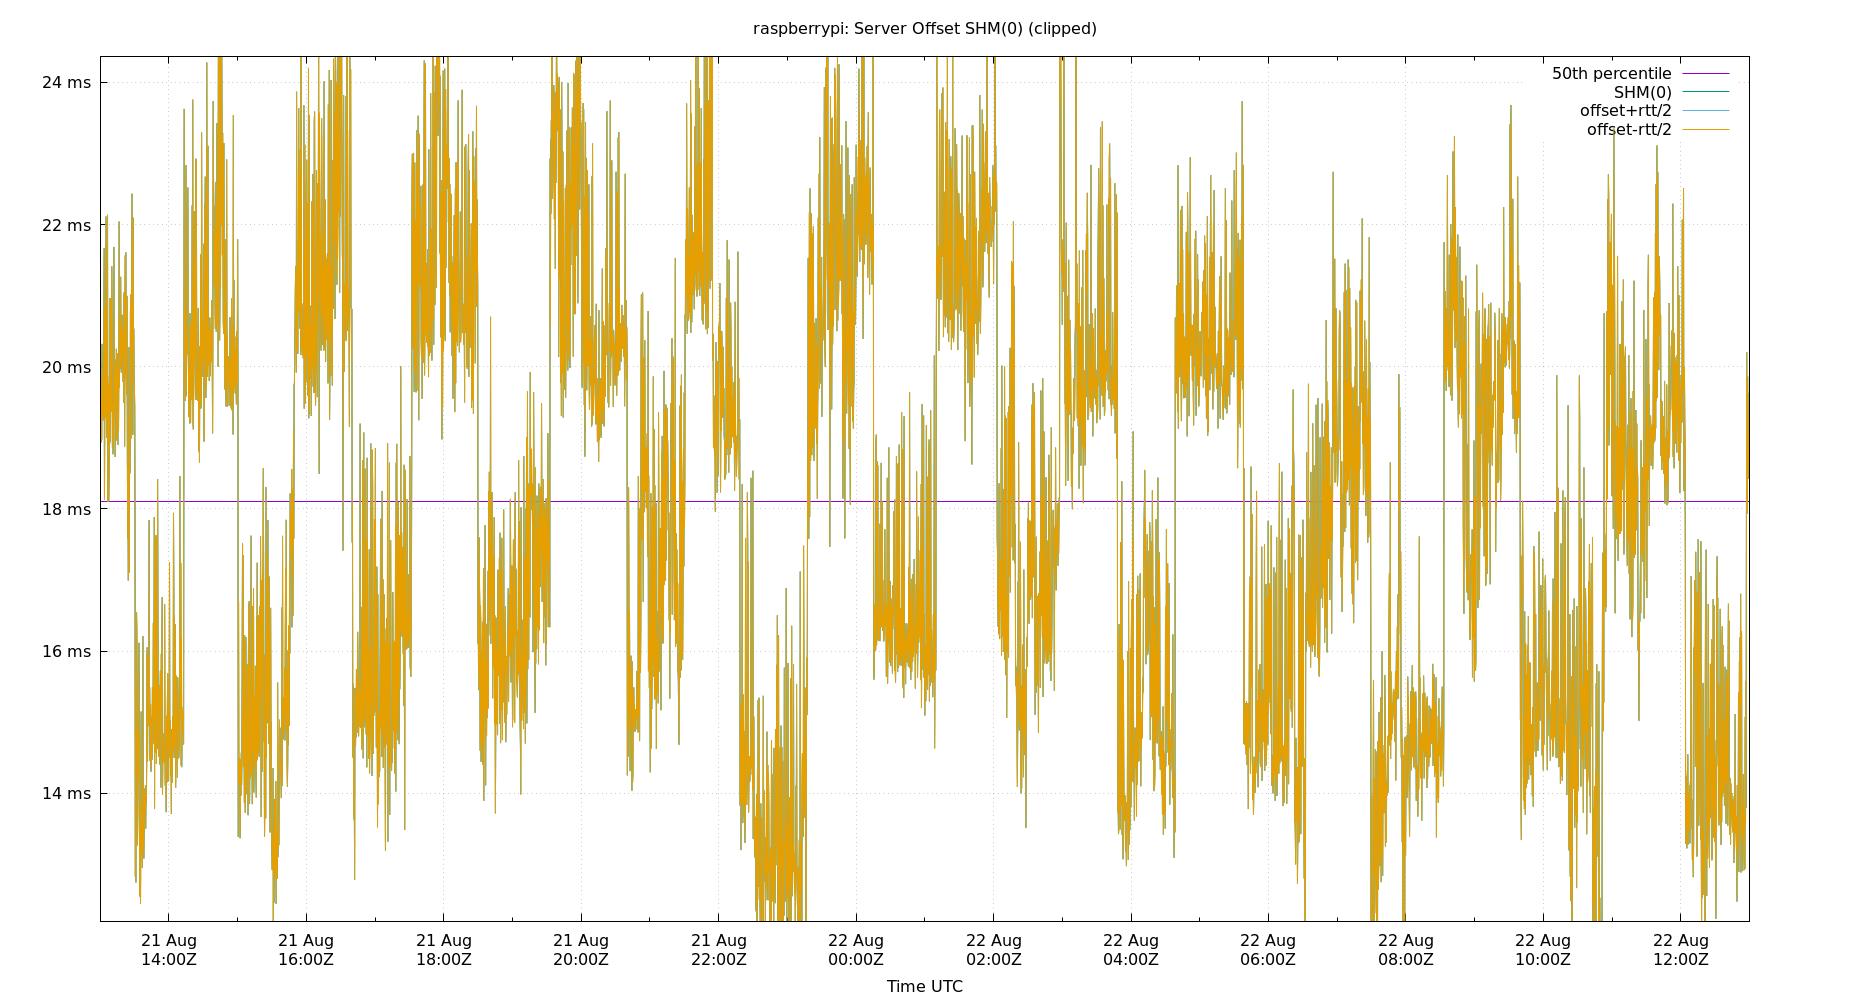 raspberrypi: Server Offset SHM(0) (clipped)
50th percentile
SHM(0)
offset+rtt/2
offset-rtt/2
24 ms
22 ms
20 ms
18 ms
16 ms
14 ms
21 Aug 21 Aug 21 Aug 21 Aug 21 Aug 22 Aug 22 Aug 22 Aug 22 Aug 22 Aug 22 Aug 22 Aug
14:00Z 16:00Z 18:00Z 20:00Z 22:00Z 00:00Z 02:00Z 04:00Z 06:00Z 08:00Z 10:00Z 12:00Z
Time UTC